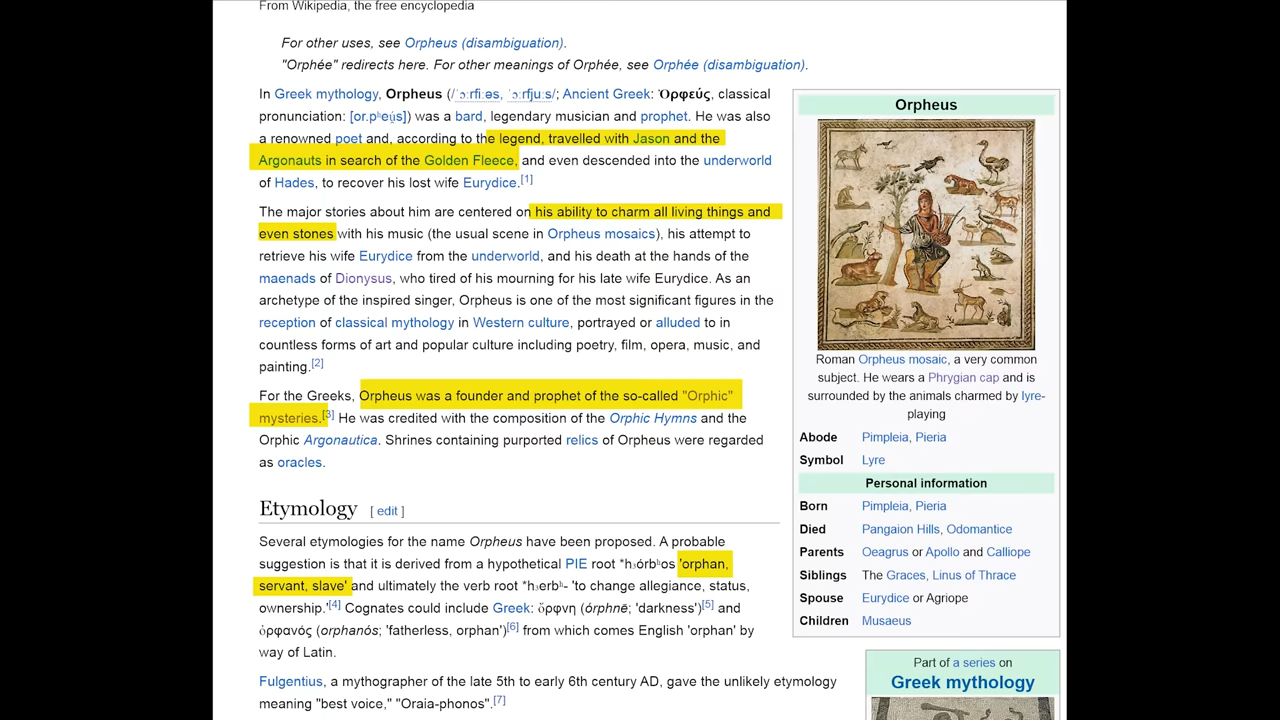 From Wikipedia, the free encyclopedia
For other uses, see Orpheus (disambiguation).
"Orphée" redirects here. For other meanings of Orphée, see Orphée (disambiguation).
In Greek mythology, Orpheus (/ˈɔːrfiːəs, ˈɔːrfjuːs/; Ancient Greek: Ὀρφεύς, classical
pronunciation: [or.pʰeú̯s]) was a bard, legendary musician and prophet. He was also
a renowned poet and, according to the legend, travelled with Jason and the
Argonauts in search of the Golden Fleece, and even descended into the underworld
of Hades, to recover his lost wife Eurydice.[1]
The major stories about him are centered on his ability to charm all living things and
even stones with his music (the usual scene in Orpheus mosaics), his attempt to
retrieve his wife Eurydice from the underworld, and his death at the hands of the
maenads of Dionysus, who tired of his mourning for his late wife Eurydice. As an
archetype of the inspired singer, Orpheus is one of the most significant figures in the
reception of classical mythology in Western culture, portrayed or alluded to in
countless forms of art and popular culture including poetry, film, opera, music, and
painting.[2]
For the Greeks, Orpheus was a founder and prophet of the so-called "Orphic"
mysteries.[3] He was credited with the composition of the Orphic Hymns and the
Orphic Argonautica. Shrines containing purported relics of Orpheus were regarded
as oracles.
Etymology [ edit ]
Several etymologies for the name Orpheus have been proposed. A probable
suggestion is that it is derived from a hypothetical PIE root *h₃órbʰos 'orphan,
servant, slave' and ultimately the verb root *h₃erbʰ- 'to change allegiance, status,
ownership.'[4] Cognates could include Greek: ὄρφνη (órphnē; 'darkness')[5] and
ὀρφανός (orphanós; 'fatherless, orphan')[6] from which comes English 'orphan' by
way of Latin.
Fulgentius, a mythographer of the late 5th to early 6th century AD, gave the unlikely etymology
meaning "best voice," "Oraia-phonos".[7]
Orpheus
Roman Orpheus mosaic, a very common
subject. He wears a Phrygian cap and is
surrounded by the animals charmed by lyre-
playing
Abode Pimpleia, Pieria
Symbol Lyre
Personal information
Born Pimpleia, Pieria
Died Pangaion Hills, Odomantice
Parents Oeagrus or Apollo and Calliope
Siblings The Graces, Linus of Thrace
Spouse Eurydice or Agriope
Children Musaeus
Part of a series on
Greek mythology